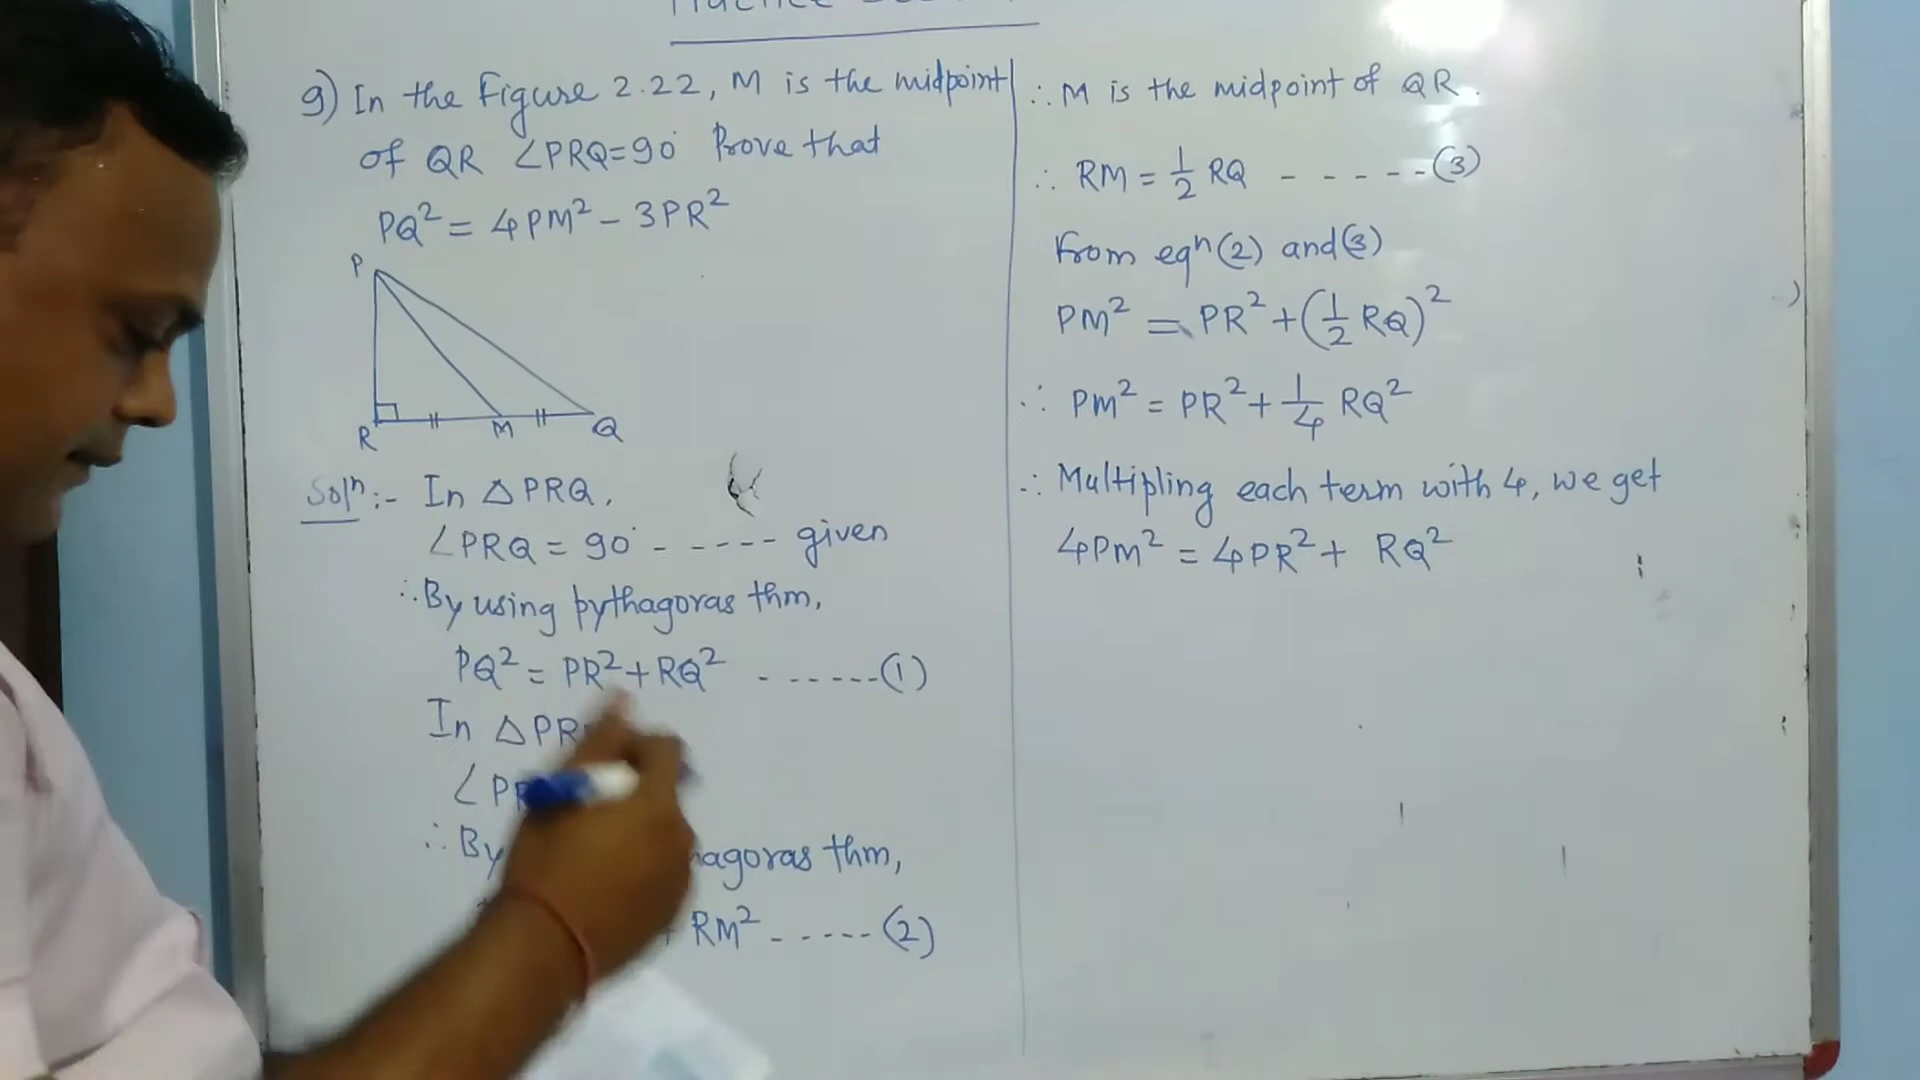 9) In the Figure 2.22, M is the midpoint
of QR ∠PRQ=90° Prove that
PQ² = 4PM² – 3PR²
P
R
M
Q
Solⁿ :- In △PRQ,
∠PRQ = 90° - - - - - given
∴ By using pythagoras thm,
PQ² = PR² + RQ² - - - - - - (1)
In △PR
∠PR
∴ By thm,
RM² - - - - - (2)
∴ M is the midpoint of QR.
∴ RM = ½ RQ - - - - - (3)
From eqⁿ (2) and (3)
PM² = PR² + (½ RQ)²
∴ PM² = PR² + ¼ RQ²
∴ Multipling each term with 4, we get
4PM² = 4PR² + RQ²